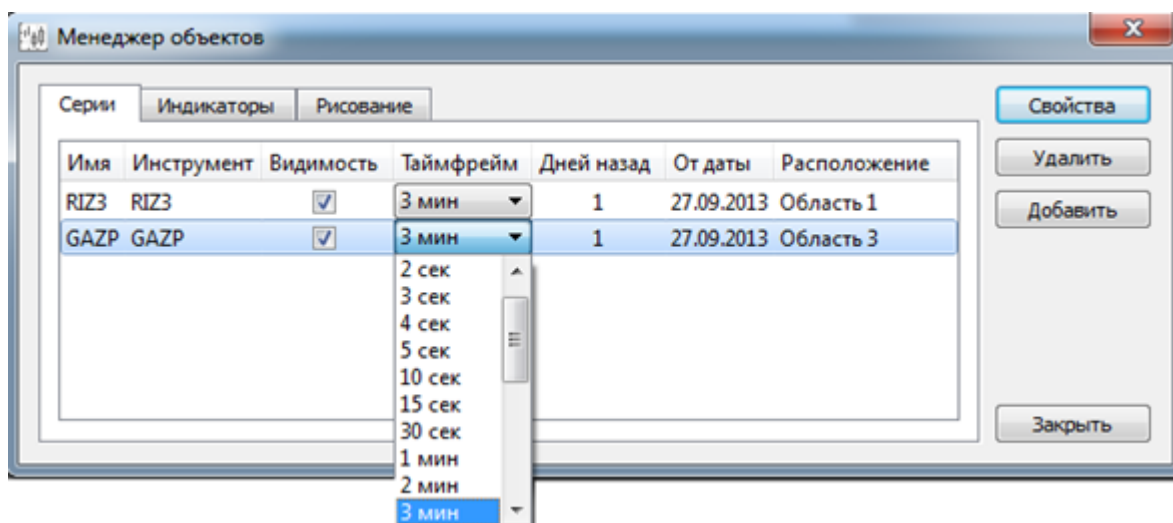 Менеджер объектов
Серии Индикаторы Рисование
Свойства
Удалить
Добавить
Имя Инструмент Видимость Таймфрейм Дней назад От даты Расположение
RIZ3 RIZ3 3 мин 1 27.09.2013 Область 1
GAZP GAZP 3 мин 1 27.09.2013 Область 3
2 сек
3 сек
4 сек
5 сек
10 сек
15 сек
30 сек
1 мин
2 мин
3 мин
Закрыть